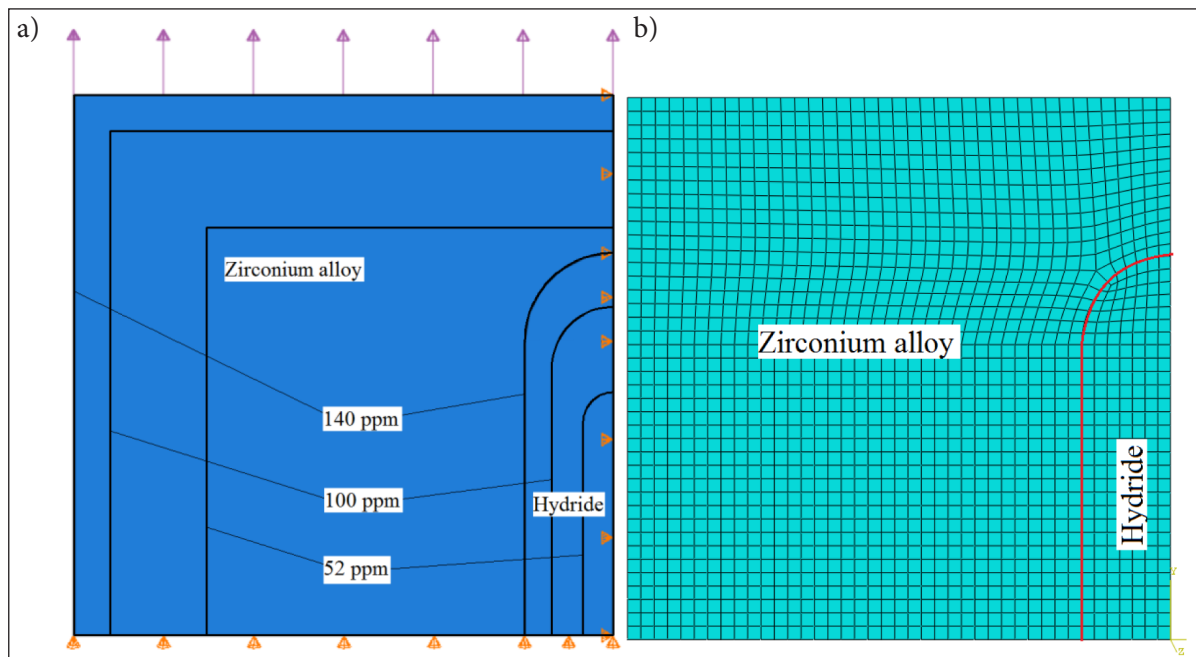 a)
b)
Zirconium alloy
140 ppm
100 ppm
Hydride
52 ppm
Zirconium alloy
Hydride
Y
Z